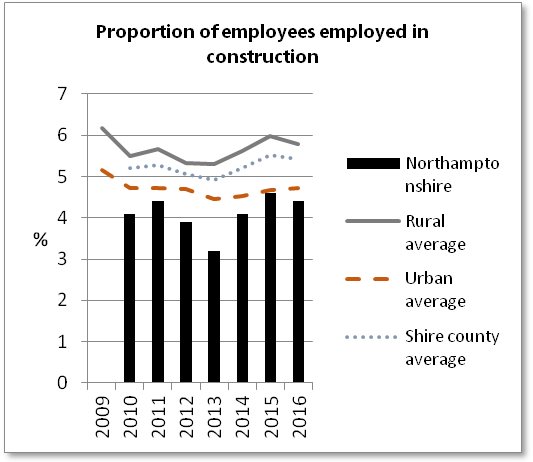 Proportion of employees employed in
construction
7
6
5
4
3
2
1
0
%
2009
2010
2011
2012
2013
2014
2015
2016
Northampto
nshire
Rural
average
Urban
average
Shire county
average